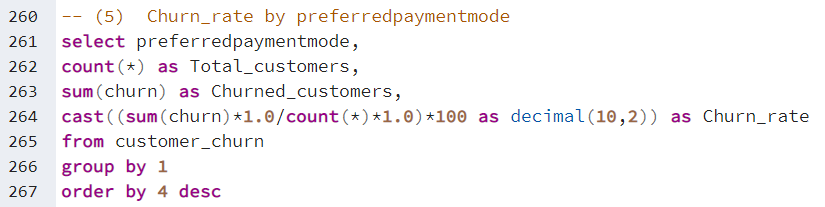 260 -- (5)  Churn_rate by preferredpaymentmode
261 select preferredpaymentmode,
262 count(*) as Total_customers,
263 sum(churn) as Churned_customers,
264 cast((sum(churn)*1.0/count(*)*1.0)*100 as decimal(10,2)) as Churn_rate
265 from customer_churn
266 group by 1
267 order by 4 desc